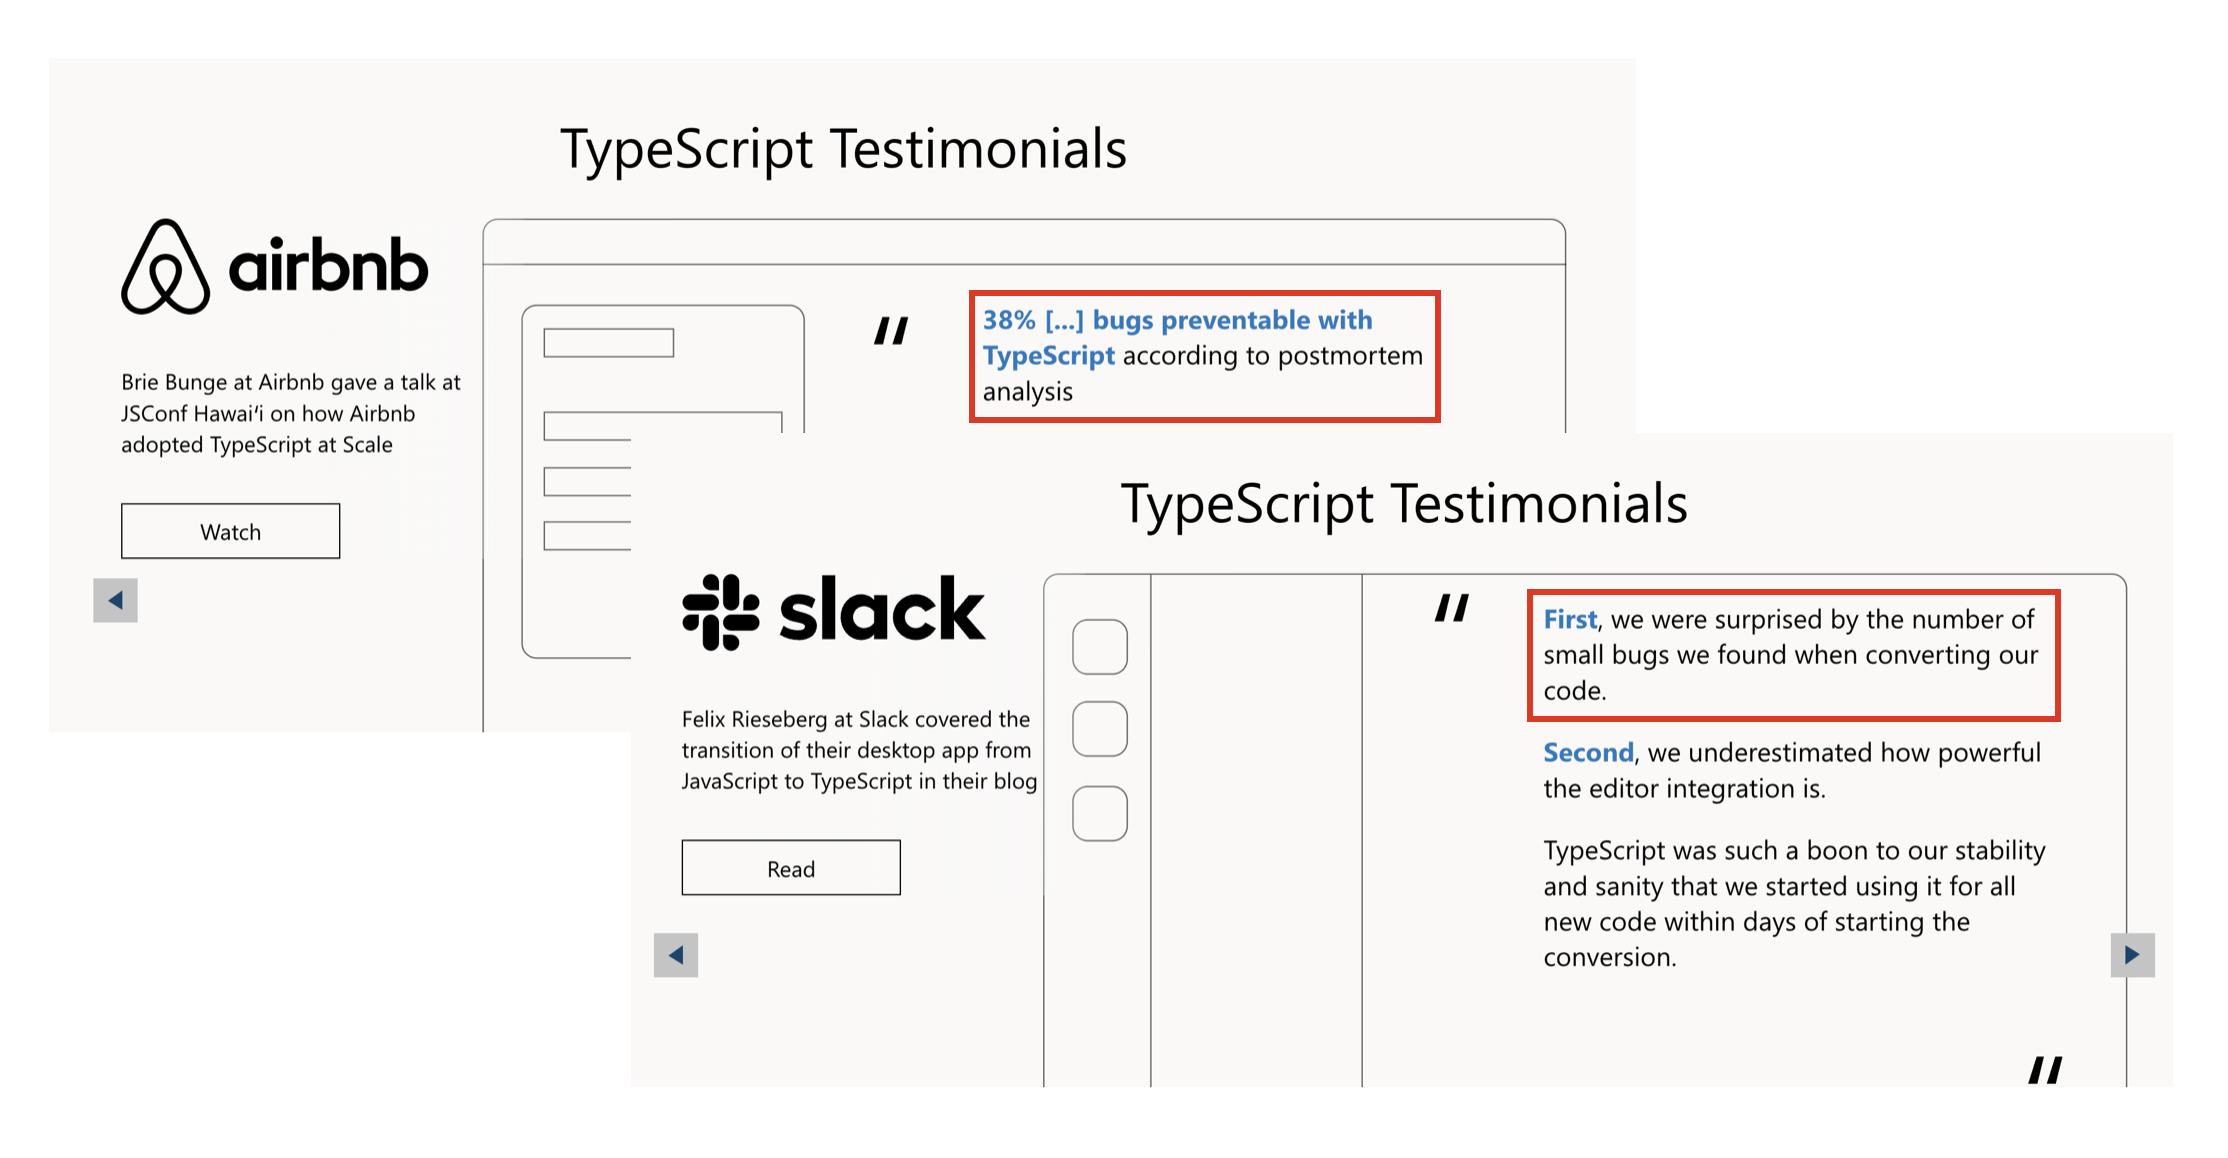 TypeScript Testimonials
airbnb
Brie Bunge at Airbnb gave a talk at
JSConf Hawai‘i on how Airbnb
adopted TypeScript at Scale
Watch
"
38% [...] bugs preventable with
TypeScript according to postmortem
analysis
TypeScript Testimonials
slack
Felix Rieseberg at Slack covered the
transition of their desktop app from
JavaScript to TypeScript in their blog
Read
"
First, we were surprised by the number of
small bugs we found when converting our
code.
Second, we underestimated how powerful
the editor integration is.
TypeScript was such a boon to our stability
and sanity that we started using it for all
new code within days of starting the
conversion.
"